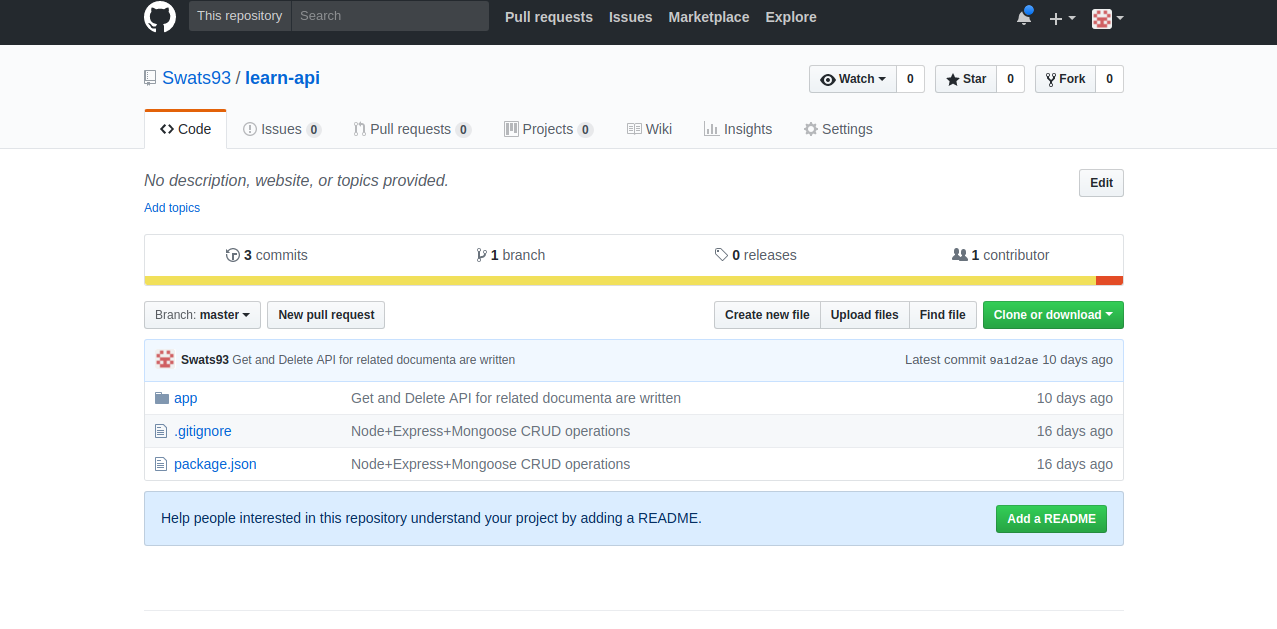 This repository Search Pull requests Issues Marketplace Explore
Swats93 / learn-api Watch 0 Star 0 Fork 0
Code Issues 0 Pull requests 0 Projects 0 Wiki Insights Settings
No description, website, or topics provided. Edit
Add topics
3 commits 1 branch 0 releases 1 contributor
Branch: master New pull request Create new file Upload files Find file Clone or download
Swats93 Get and Delete API for related documenta are written Latest commit 9a1d2ae 10 days ago
app Get and Delete API for related documenta are written 10 days ago
.gitignore Node+Express+Mongoose CRUD operations 16 days ago
package.json Node+Express+Mongoose CRUD operations 16 days ago
Help people interested in this repository understand your project by adding a README. Add a README